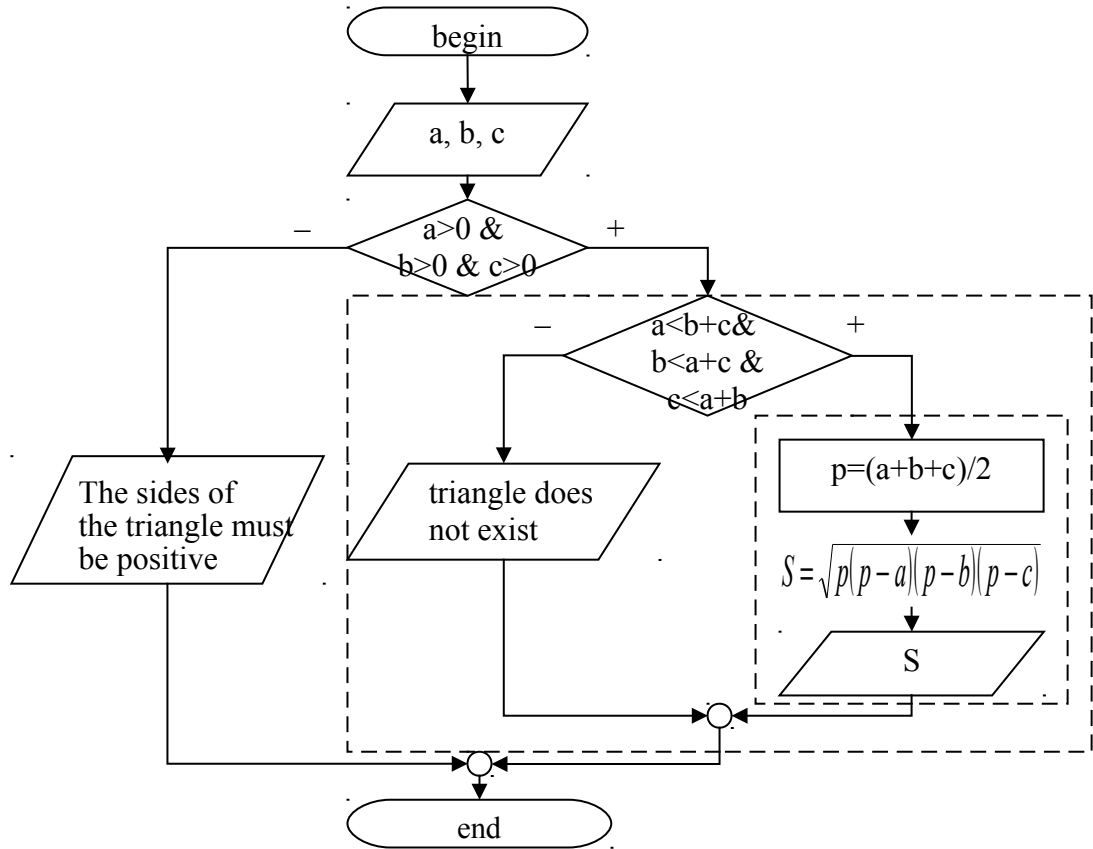 begin
a, b, c
–
a>0 &
b>0 & c>0
+
–
a<b+c&
b<a+c &
c<a+b
+
The sides of
the triangle must
be positive
triangle does
not exist
p=(a+b+c)/2
S=√p(p−a)(p−b)(p−c)
S
end